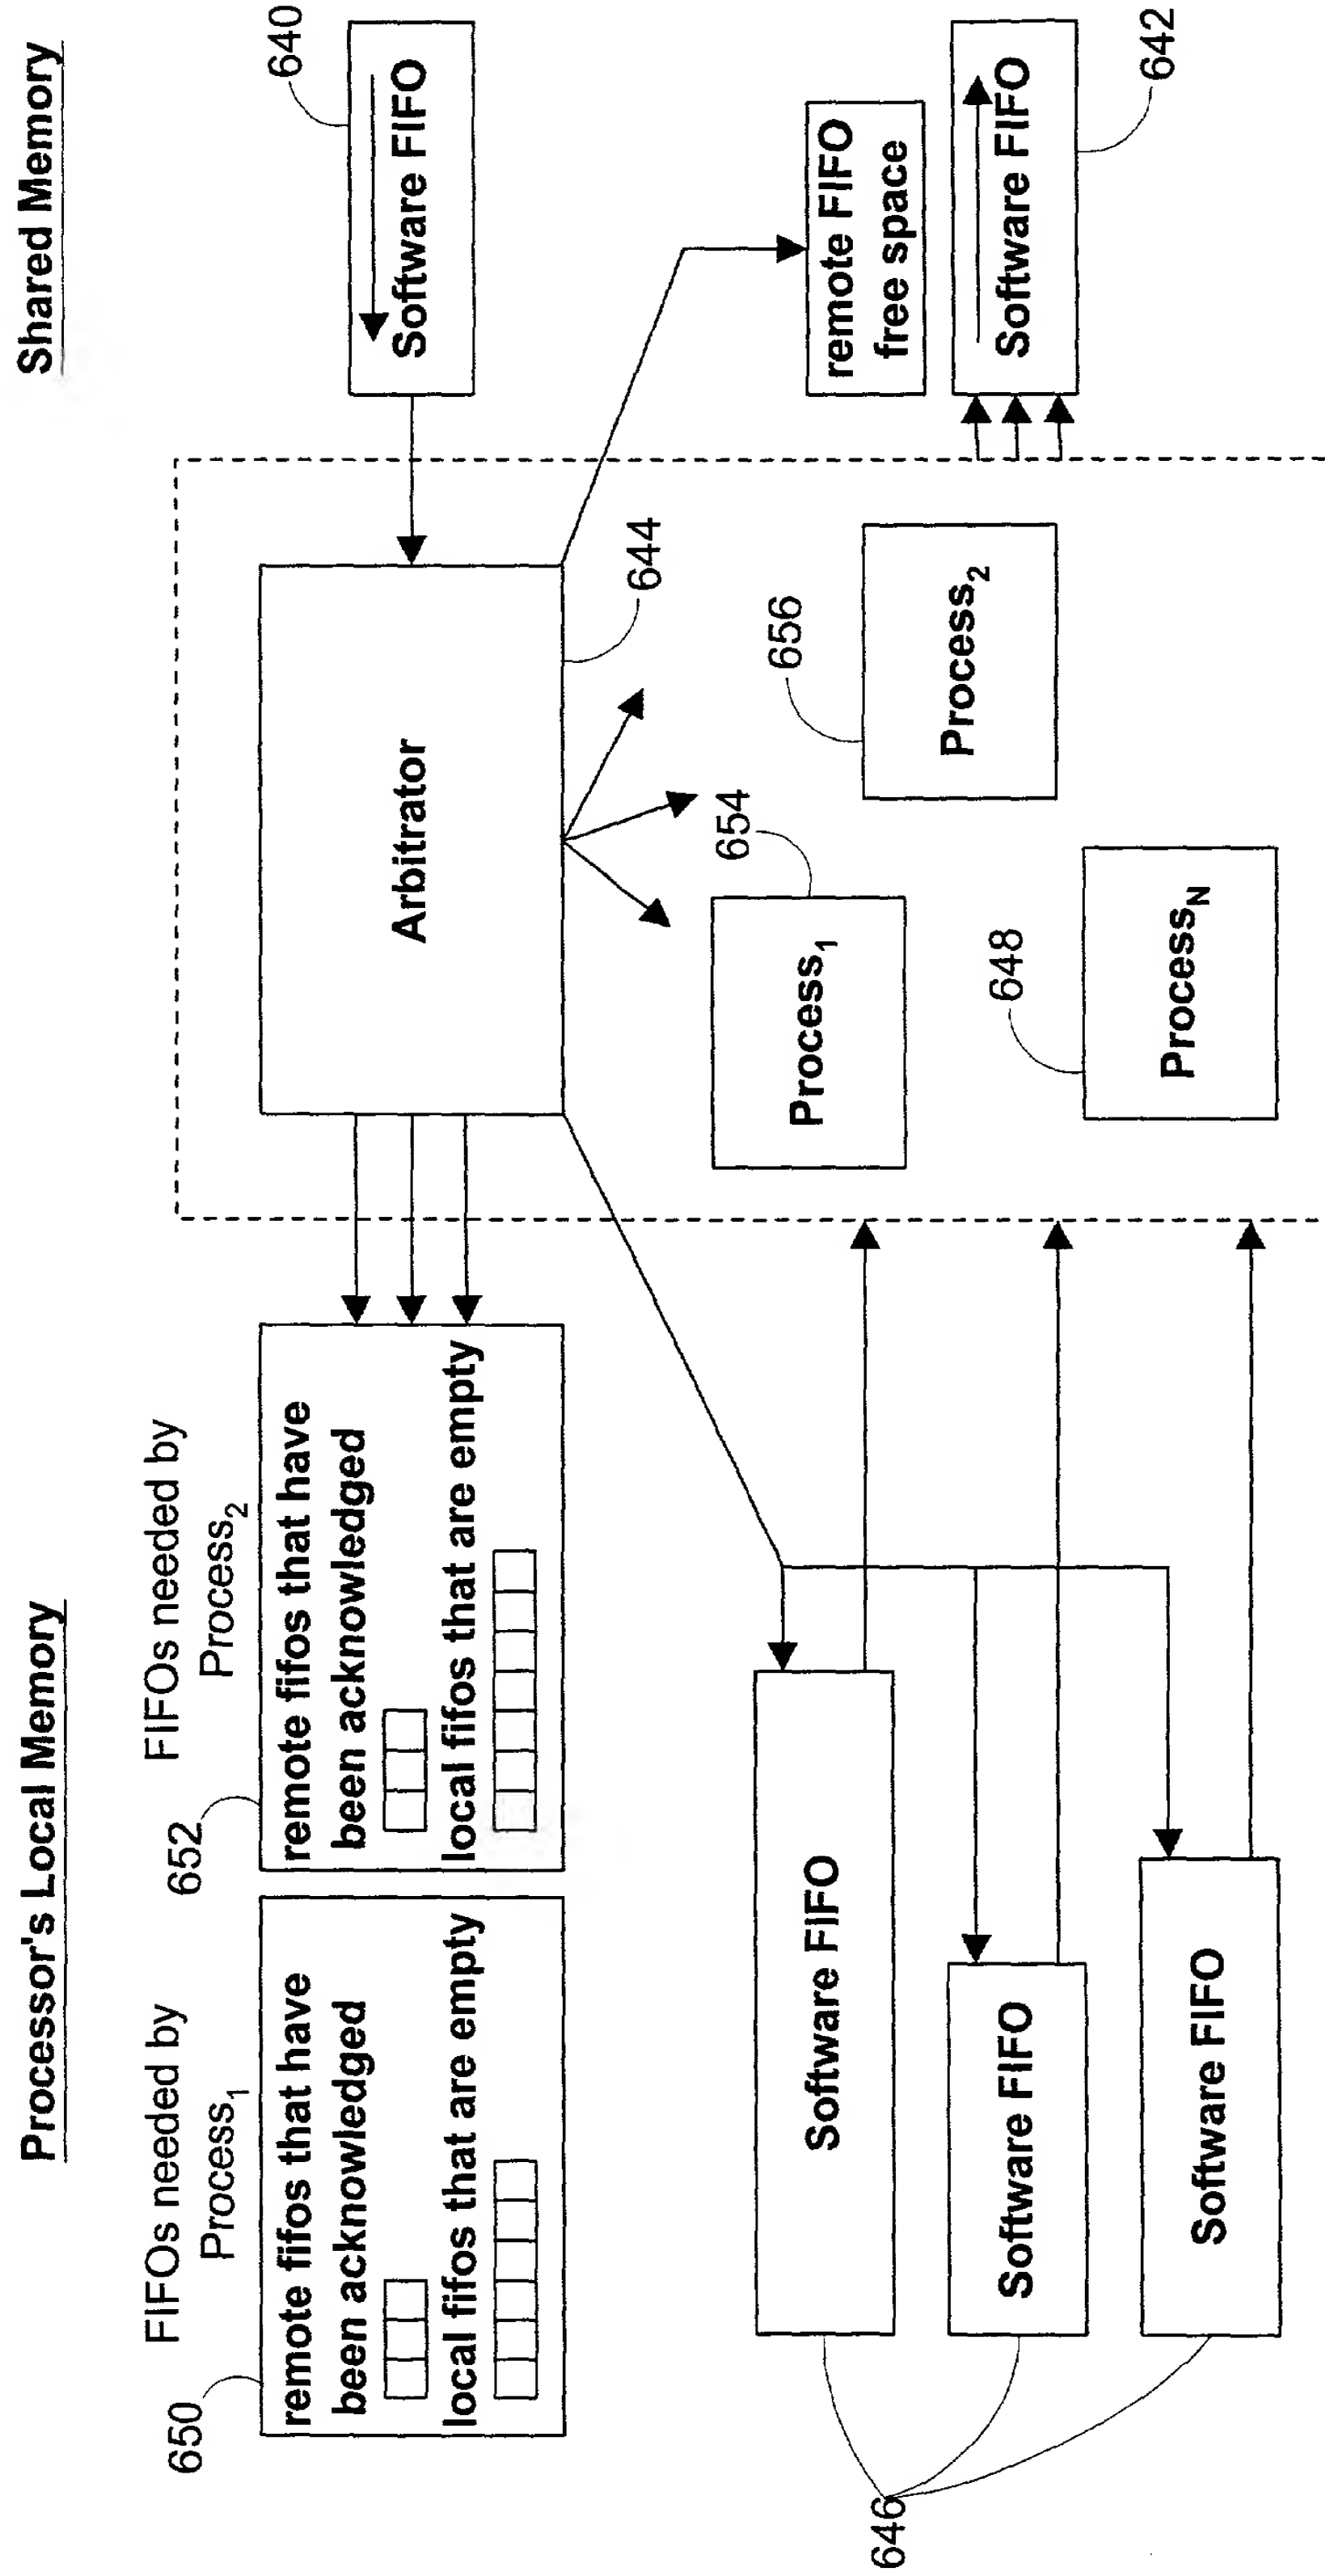 Processor's Local Memory
Shared Memory
FIFOs needed by
Process1
650
remote fifos that have
been acknowledged
local fifos that are empty
FIFOs needed by
Process2
652
remote fifos that have
been acknowledged
local fifos that are empty
Arbitrator
644
640
Software FIFO
remote FIFO
free space
Software FIFO
642
654
Process1
656
Process2
648
ProcessN
Software FIFO
Software FIFO
Software FIFO
646